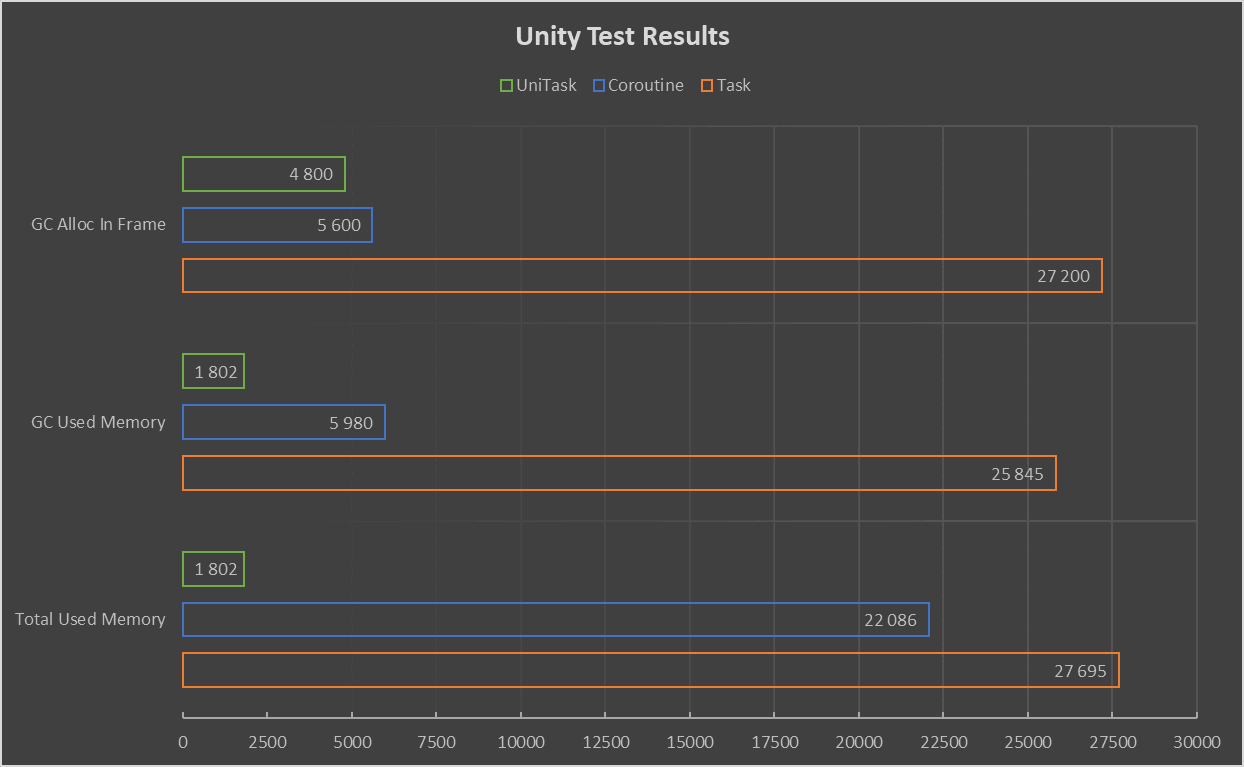 Unity Test Results
UniTask Coroutine Task
4 800
GC Alloc In Frame
5 600
27 200
1 802
GC Used Memory
5 980
25 845
1 802
Total Used Memory
22 086
27 695
0 2500 5000 7500 10000 12500 15000 17500 20000 22500 25000 27500 30000